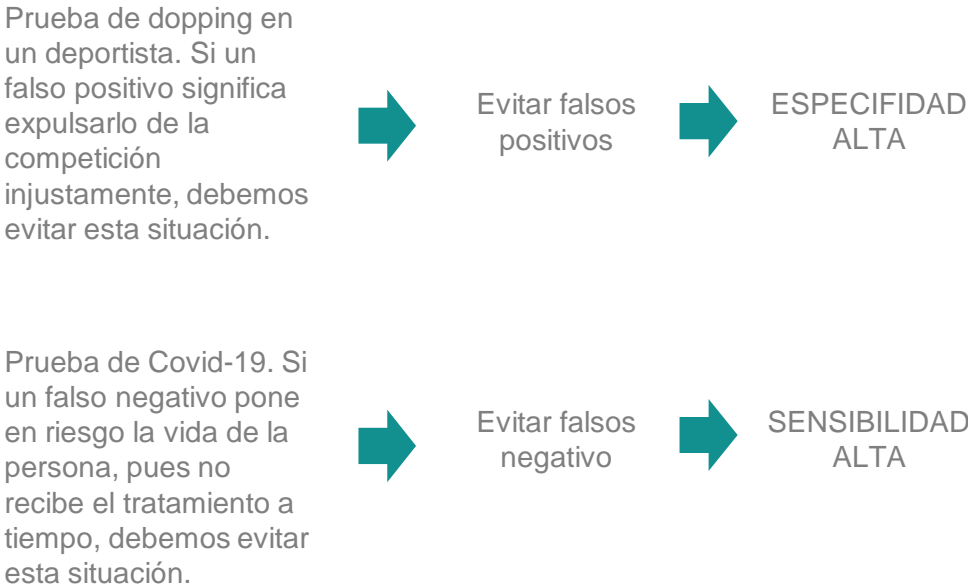 Prueba de dopping en
un deportista. Si un
falso positivo significa
expulsarlo de la
competición
injustamente, debemos
evitar esta situación.
Evitar falsos
positivos
ESPECIFIDAD
ALTA
Prueba de Covid-19. Si
un falso negativo pone
en riesgo la vida de la
persona, pues no
recibe el tratamiento a
tiempo, debemos evitar
esta situación.
Evitar falsos
negativo
SENSIBILIDAD
ALTA